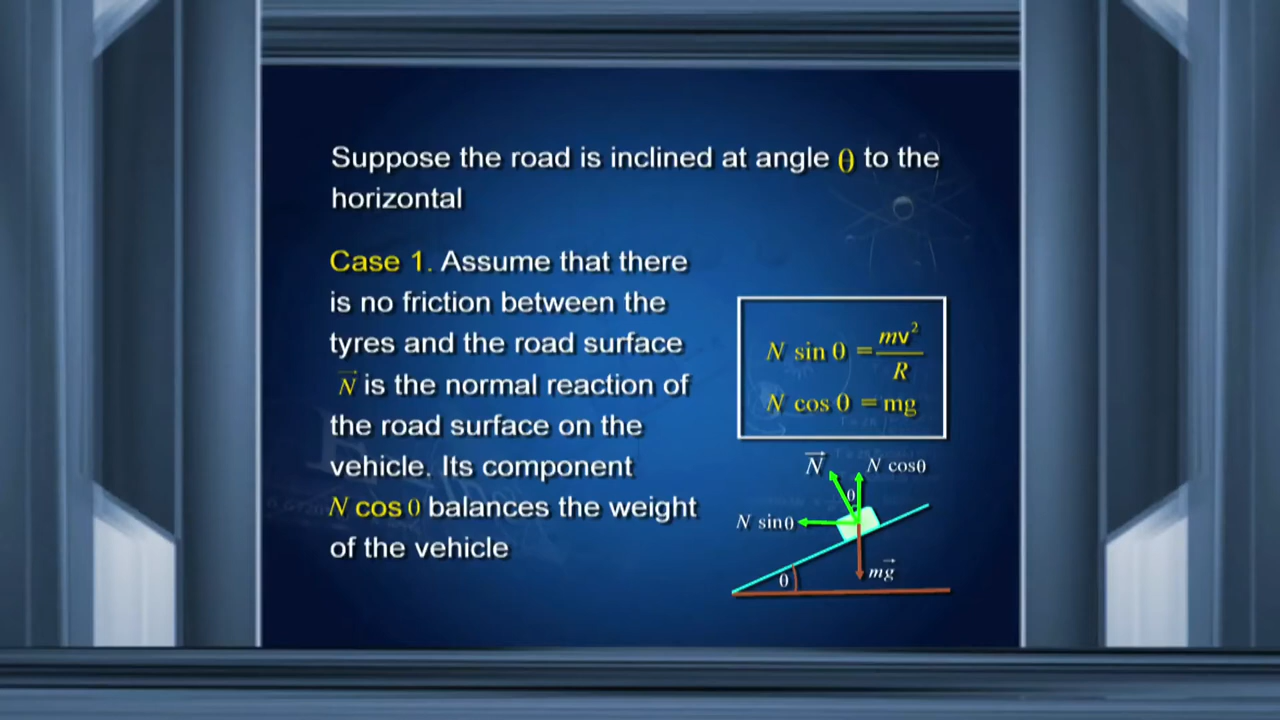 Suppose the road is inclined at angle θ to the
horizontal
Case 1. Assume that there
is no friction between the
tyres and the road surface
N⃗ is the normal reaction of
the road surface on the
vehicle. Its component
N cos θ balances the weight
of the vehicle
N sin θ = mv²/R
N cos θ = mg
N⃗
N cosθ
θ
N sinθ
mg⃗
θ